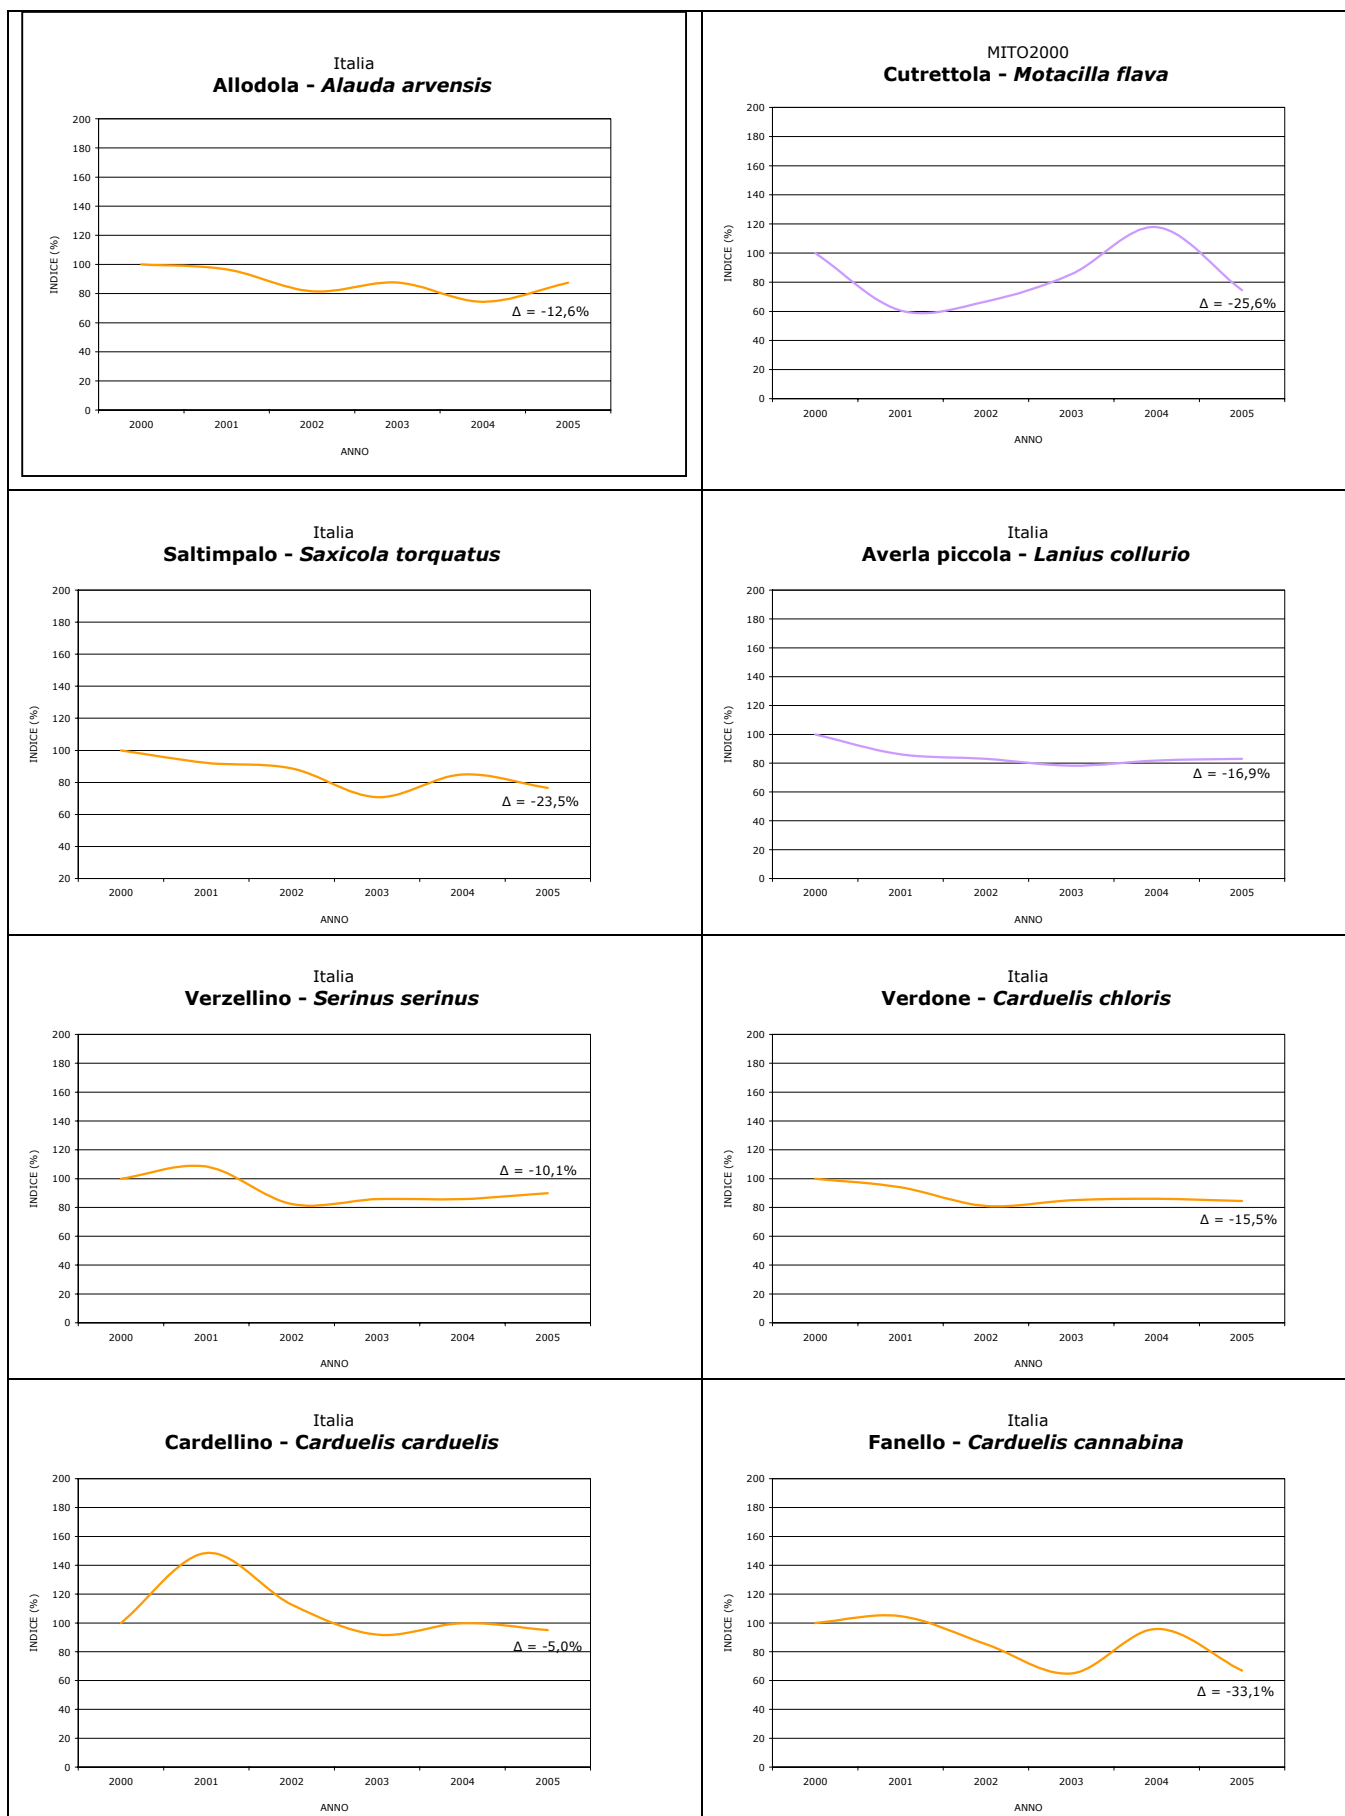 Italia
Allodola - Alauda arvensis
200
180
160
140
120
100
80
60
40
20
0
INDICE (%)
Δ = -12,6%
2000 2001 2002 2003 2004 2005
ANNO
MITO2000
Cutrettola - Motacilla flava
200
180
160
140
120
100
80
60
40
20
0
INDICE (%)
Δ = -25,6%
2000 2001 2002 2003 2004 2005
ANNO
Italia
Saltimpalo - Saxicola torquatus
200
180
160
140
120
100
80
60
40
20
INDICE (%)
Δ = -23,5%
2000 2001 2002 2003 2004 2005
ANNO
Italia
Averla piccola - Lanius collurio
200
180
160
140
120
100
80
60
40
20
0
INDICE (%)
Δ = -16,9%
2000 2001 2002 2003 2004 2005
ANNO
Italia
Verzellino - Serinus serinus
200
180
160
140
120
100
80
60
40
20
0
INDICE (%)
Δ = -10,1%
2000 2001 2002 2003 2004 2005
ANNO
Italia
Verdone - Carduelis chloris
200
180
160
140
120
100
80
60
40
20
0
INDICE (%)
Δ = -15,5%
2000 2001 2002 2003 2004 2005
ANNO
Italia
Cardellino - Carduelis carduelis
200
180
160
140
120
100
80
60
40
20
0
INDICE (%)
Δ = -5,0%
2000 2001 2002 2003 2004 2005
ANNO
Italia
Fanello - Carduelis cannabina
200
180
160
140
120
100
80
60
40
20
0
INDICE (%)
Δ = -33,1%
2000 2001 2002 2003 2004 2005
ANNO